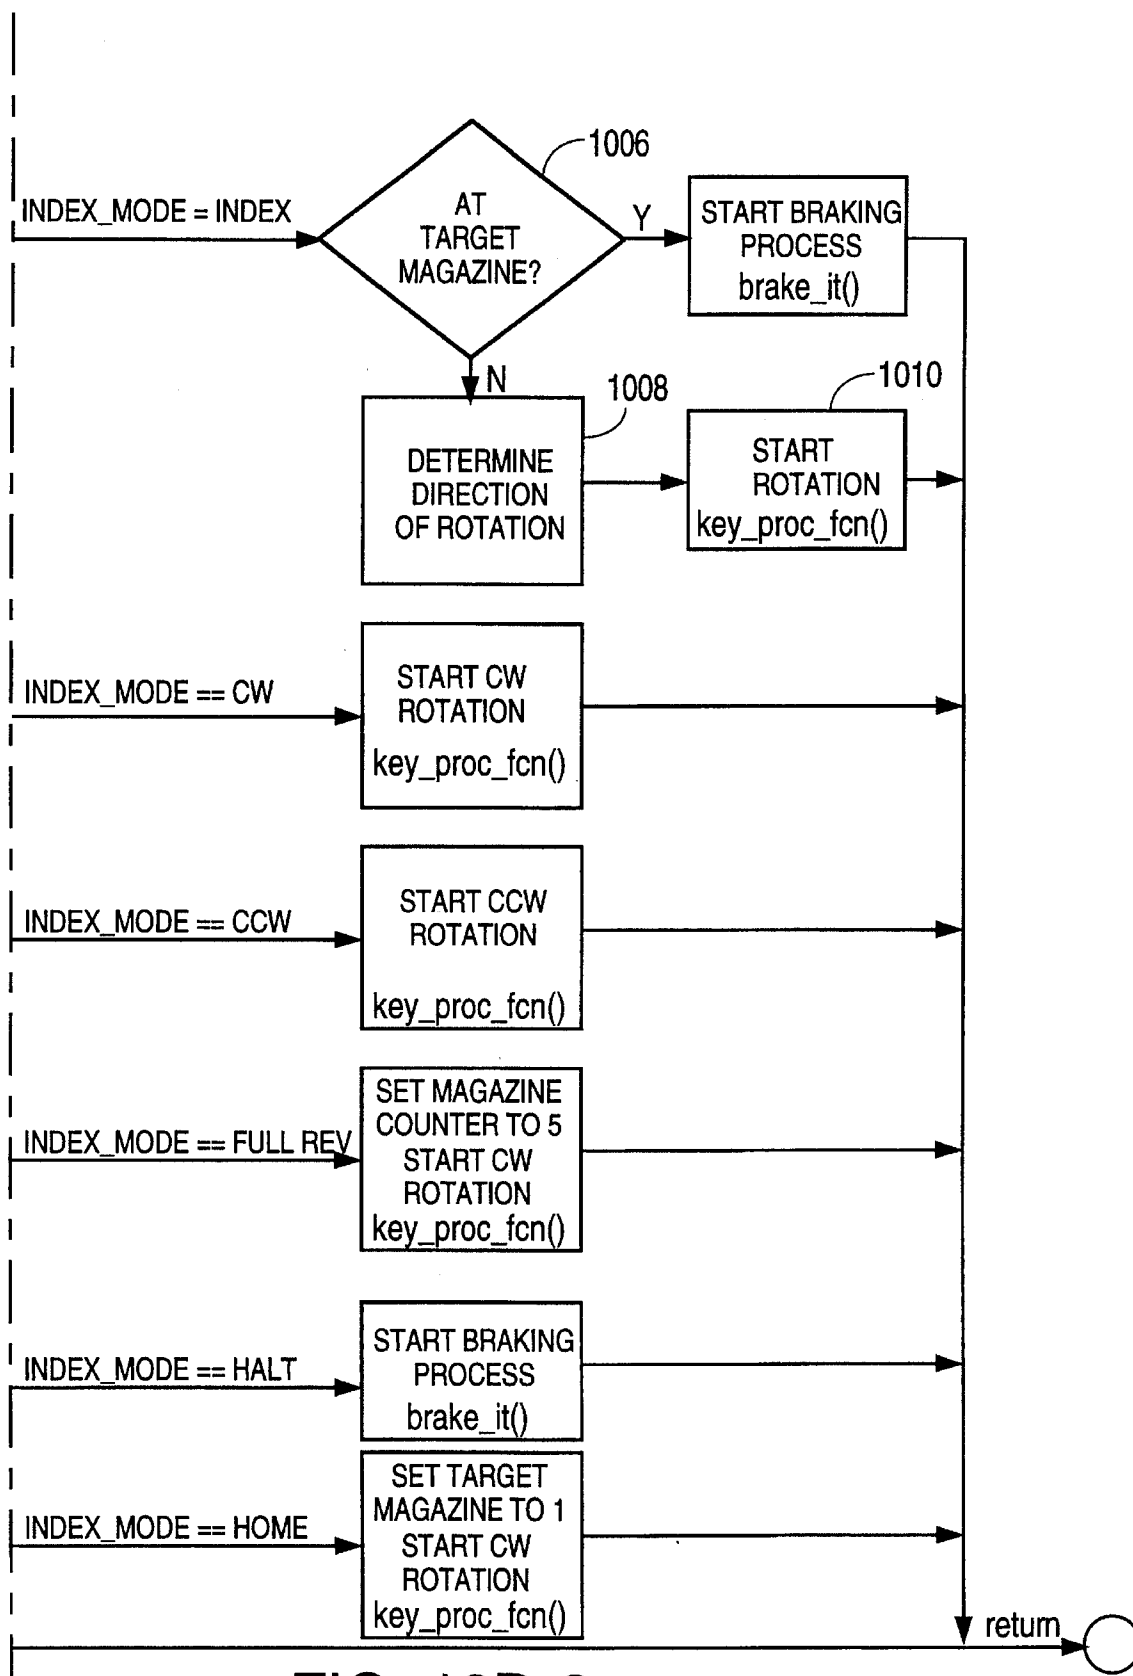 1006
INDEX_MODE = INDEX
AT
TARGET
MAGAZINE?
Y
START BRAKING
PROCESS
brake_it()
N
1008
1010
DETERMINE
DIRECTION
OF ROTATION
START
ROTATION
key_proc_fcn()
INDEX_MODE == CW
START CW
ROTATION
key_proc_fcn()
INDEX_MODE == CCW
START CCW
ROTATION
key_proc_fcn()
INDEX_MODE == FULL REV
SET MAGAZINE
COUNTER TO 5
START CW
ROTATION
key_proc_fcn()
INDEX_MODE == HALT
START BRAKING
PROCESS
brake_it()
INDEX_MODE == HOME
SET TARGET
MAGAZINE TO 1
START CW
ROTATION
key_proc_fcn()
return